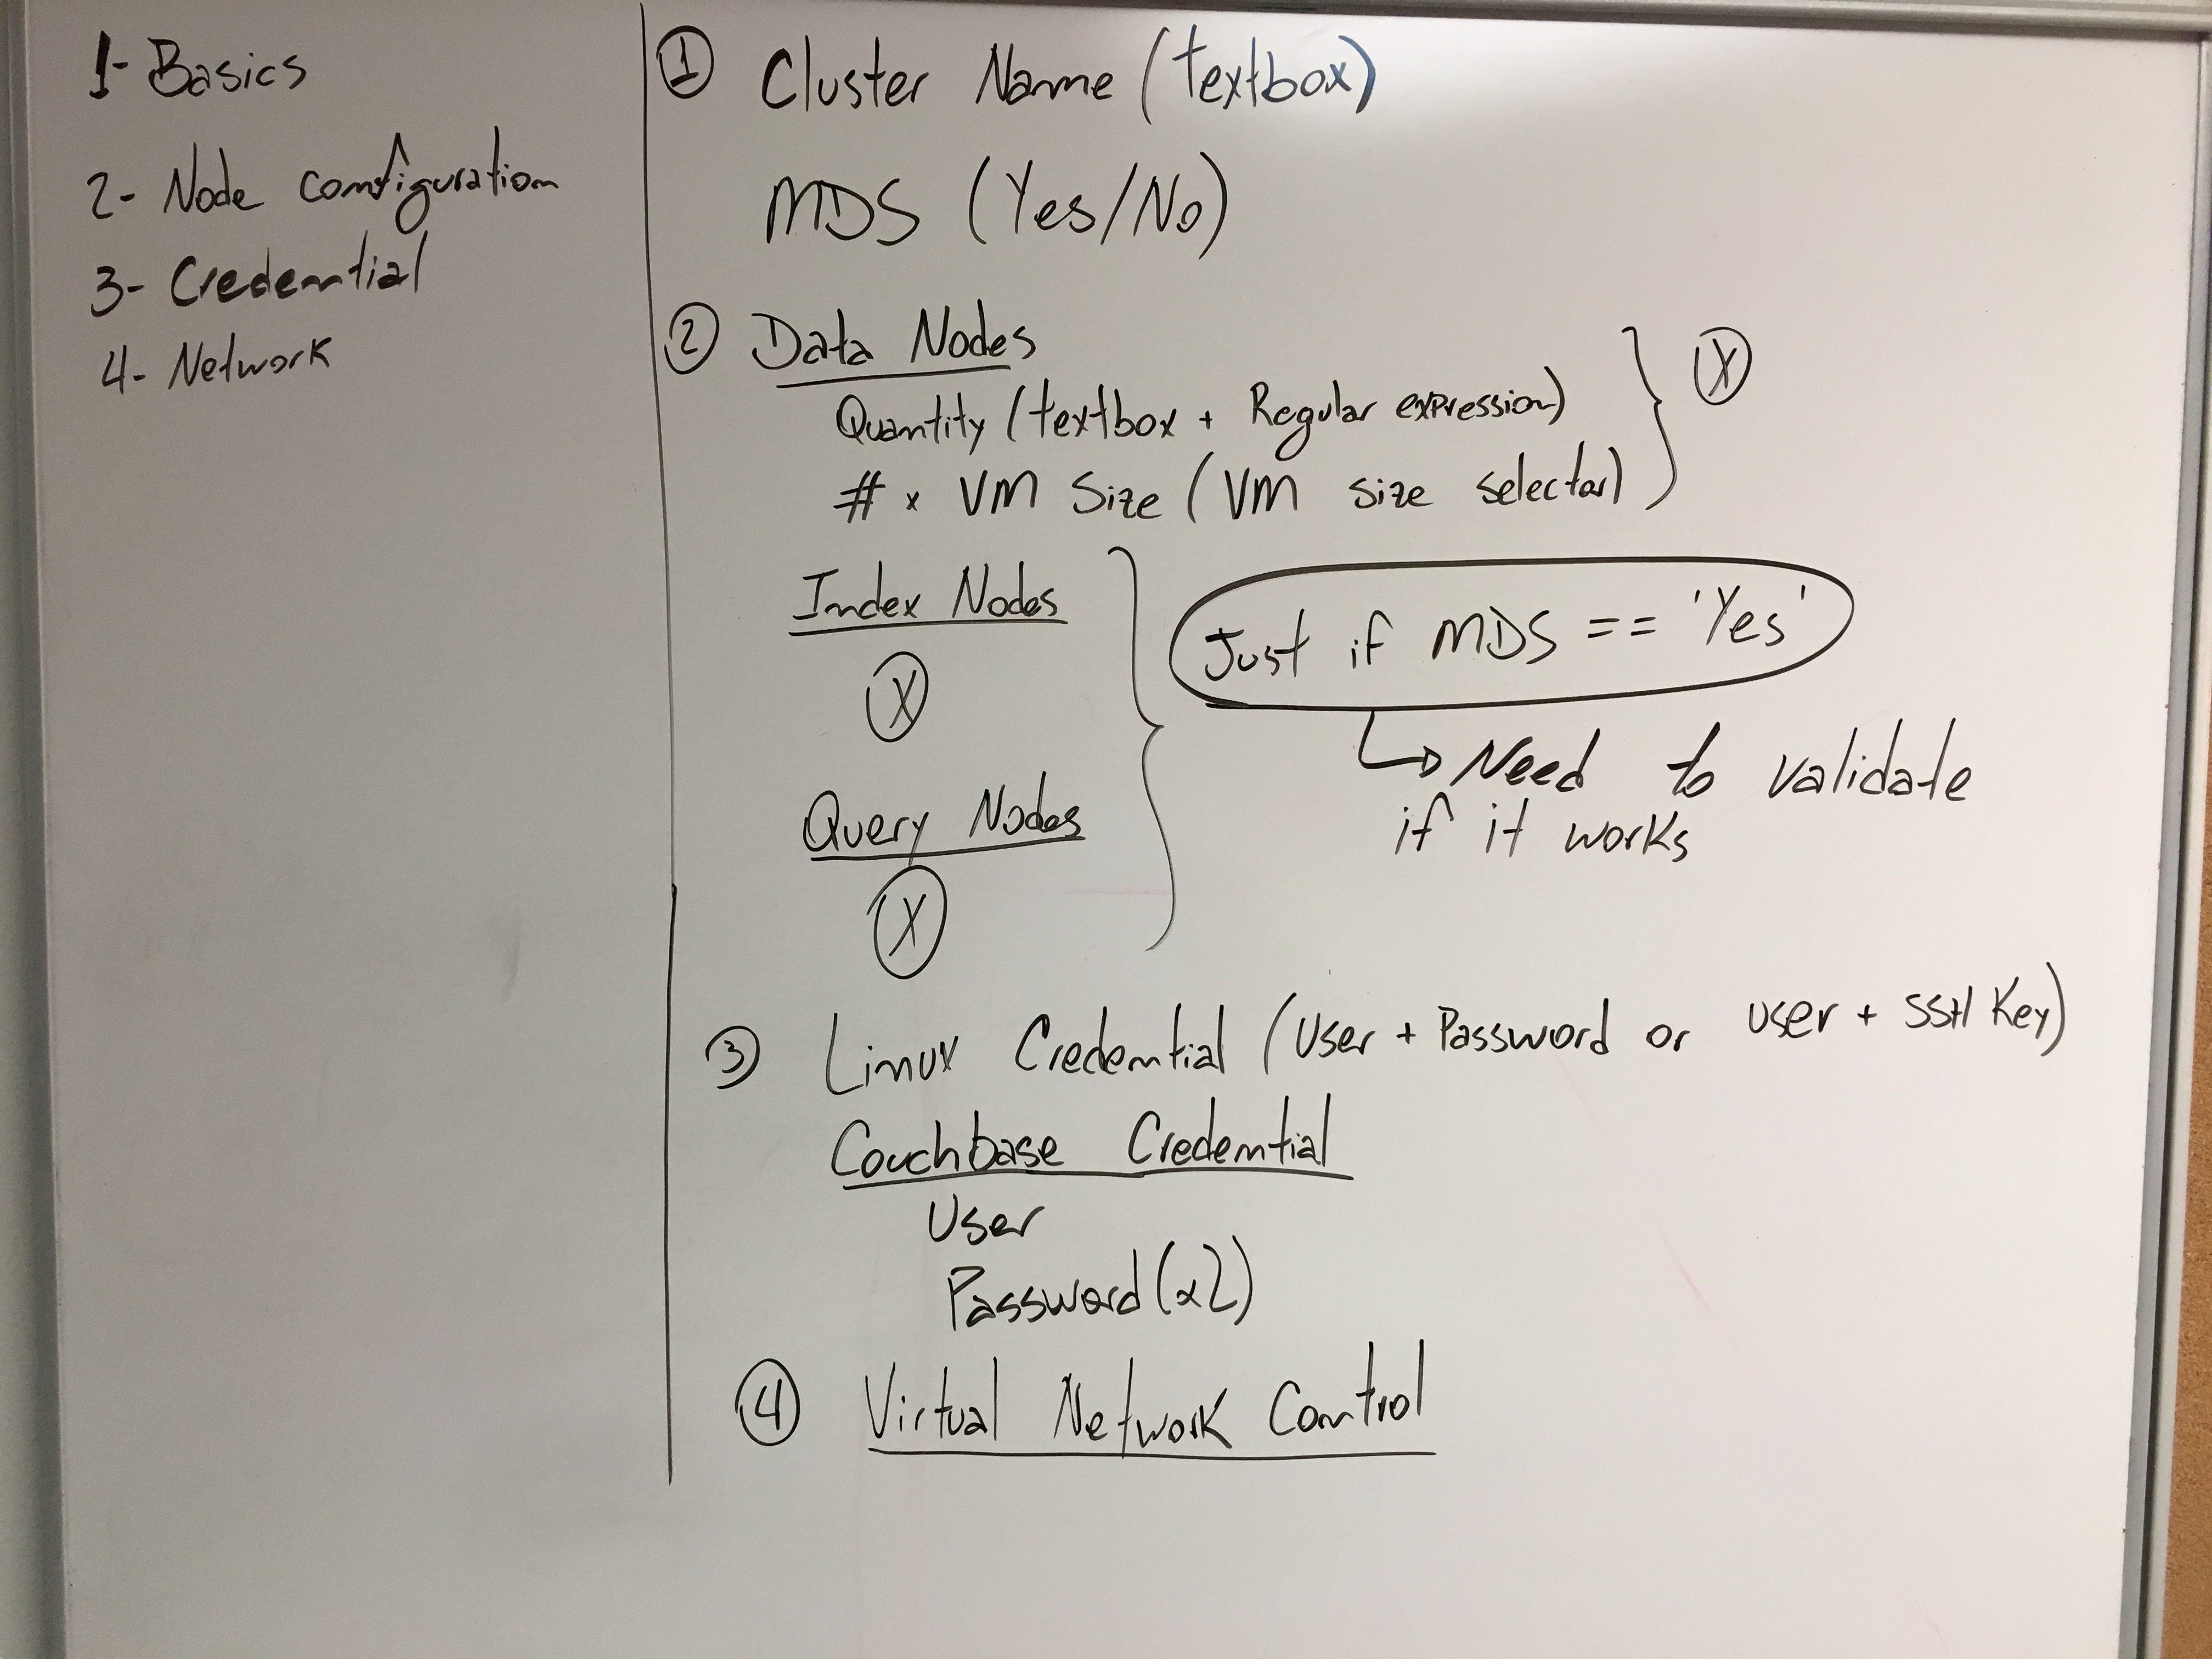 1- Basics
2- Node configuration
3- Credential
4- Network
① Cluster Name (textbox)
MDS (Yes/No)
② Data Nodes
Quantity (textbox + Regular expression)
# x VM Size (VM size selector)
Ⓧ
Index Nodes
Ⓧ
Just if MDS == 'Yes'
Need to validate
if it works
Query Nodes
Ⓧ
③ Linux Credential (User + Password or user + SSH Key)
Couchbase Credential
User
Password (x2)
④ Virtual Network Control